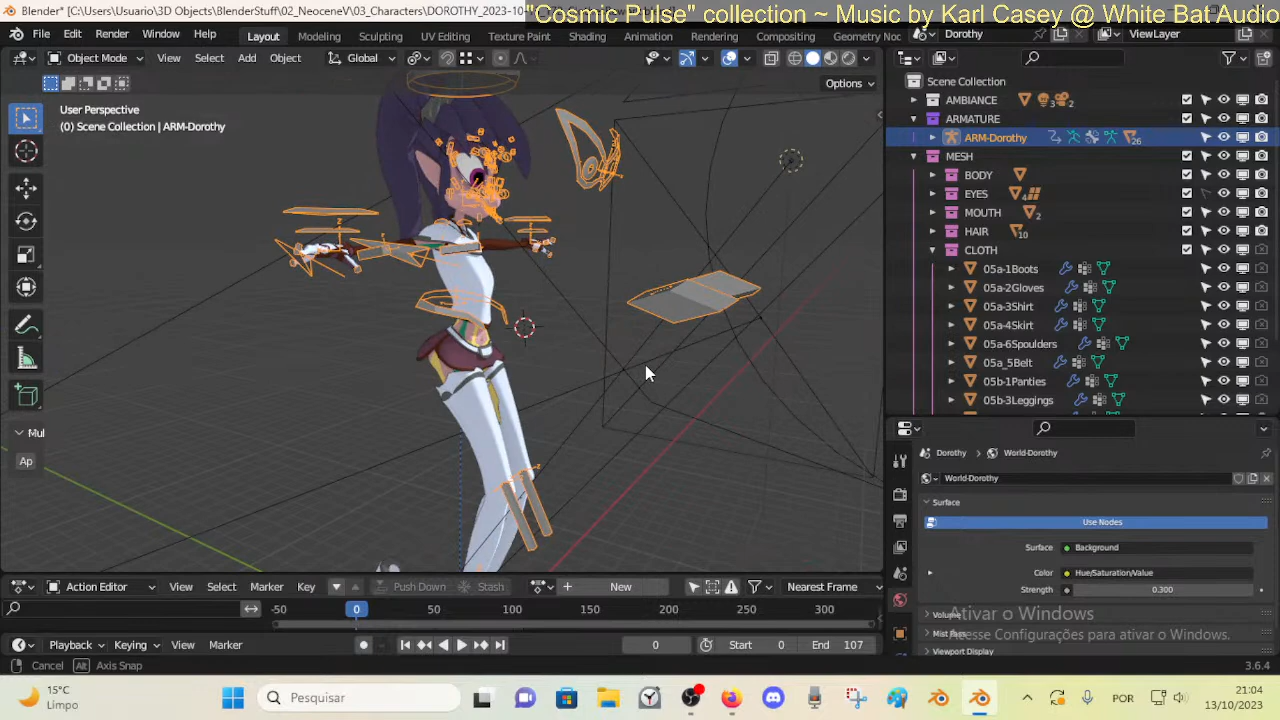 Blender* [C:\Users\Usuario\3D Objects\BlenderStuff\02_NeoceneV\03_Characters\DOROTHY_2023-10-
"Cosmic Pulse" collection ~ Music by Karl Casey @ White Bat Audio
File Edit Render Window Help Layout Modeling Sculpting UV Editing Texture Paint Shading Animation Rendering Compositing Geometry Noc Dorothy ViewLayer
Object Mode View Select Add Object Global
Options
User Perspective
(0) Scene Collection | ARM-Dorothy
Scene Collection
AMBIANCE 3 2
ARMATURE
ARM-Dorothy 26
MESH
BODY
EYES 4
MOUTH 2
HAIR 10
CLOTH
05a-1Boots
05a-2Gloves
05a-3Shirt
05a-4Skirt
05a-6Spoulders
05a_5Belt
05b-1Panties
05b-3Leggings
Mul
Ap
Dorothy World-Dorothy
World-Dorothy
Surface
Use Nodes
Surface Background
Color Hue/Saturation/Value
Strength 0.300
Volume
Mist Pass
Viewport Display
Ativar o Windows
Acesse Configurações para ativar o Windows.
Action Editor View Select Marker Key Push Down Stash New Nearest Frame
-50 0 50 100 150 200 250 300
Playback Keying View Marker 0 Start 0 End 107
Cancel Alt Axis Snap 3.6.4
15°C
Limpo
Pesquisar
POR
21:04
13/10/2023